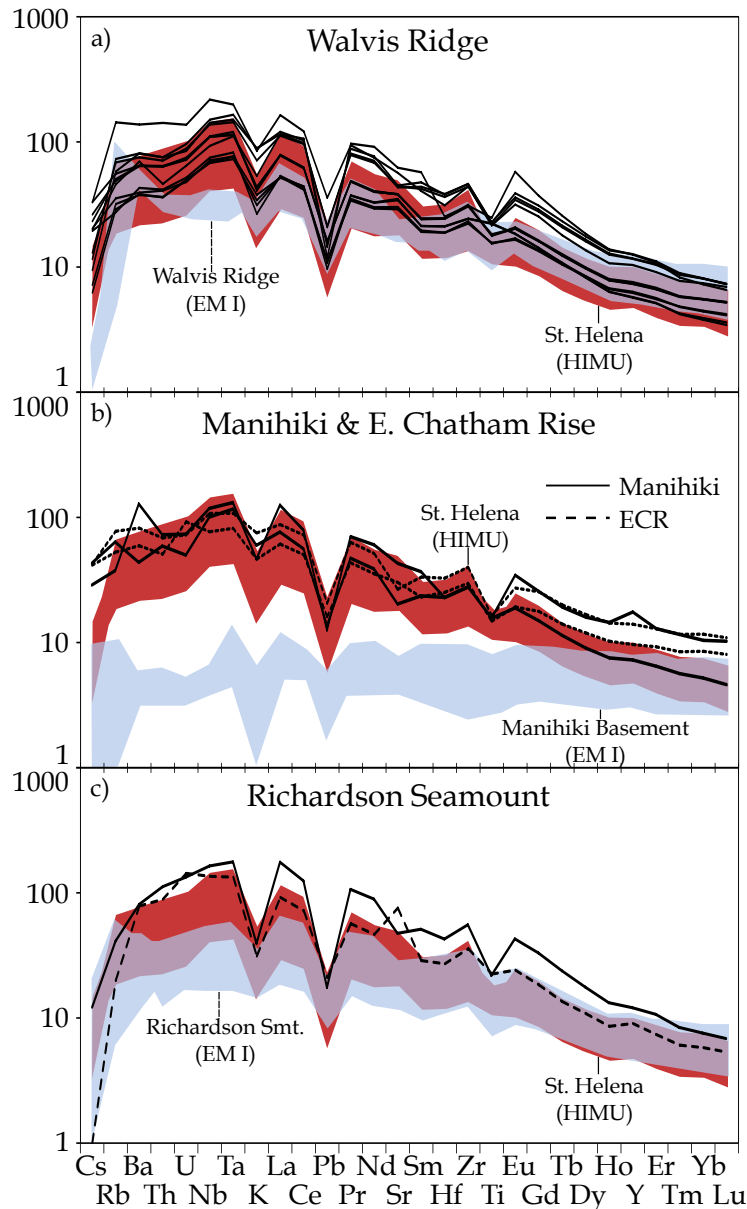 1000
a)
Walvis Ridge
100
10
Walvis Ridge
(EM I)
St. Helena
(HIMU)
1
1000
b)
Manihiki & E. Chatham Rise
Manihiki
ECR
100
St. Helena
(HIMU)
10
Manihiki Basement
(EM I)
1
1000
c)
Richardson Seamount
100
10
Richardson Smt.
(EM I)
St. Helena
(HIMU)
1
Cs Ba U Ta La Pb Nd Sm Zr Eu Tb Ho Er Yb
Rb Th Nb K Ce Pr Sr Hf Ti Gd Dy Y Tm Lu